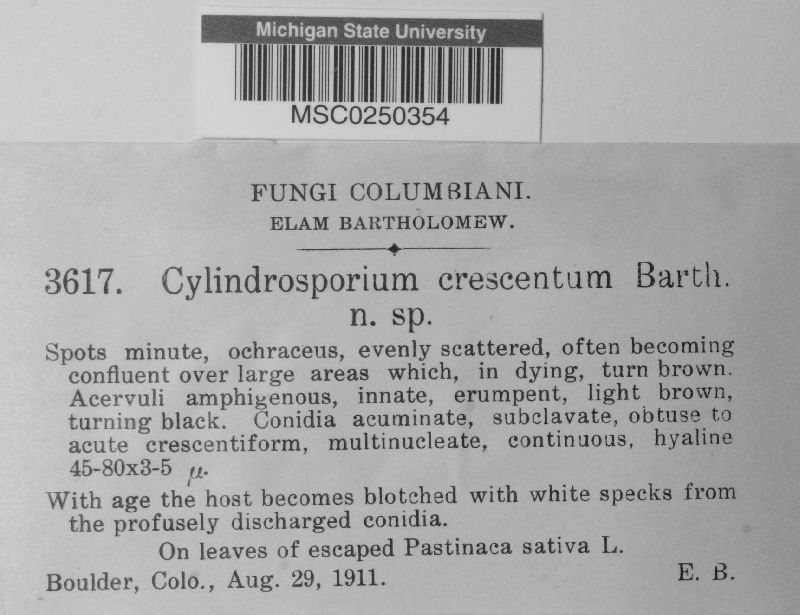 Michigan State University
MSC0250354
FUNGI COLUMBIANI.
ELAM BARTHOLOMEW.
3617. Cylindrosporium crescentum Barth.
n. sp.
Spots minute, ochraceus, evenly scattered, often becoming
confluent over large areas which, in dying, turn brown.
Acervuli amphigenous, innate, erumpent, light brown,
turning black. Conidia acuminate, subclavate, obtuse to
acute crescentiform, multinucleate, continuous, hyaline
45-80x3-5 µ.
With age the host becomes blotched with white specks from
the profusely discharged conidia.
On leaves of escaped Pastinaca sativa L.
Boulder, Colo., Aug. 29, 1911. E. B.